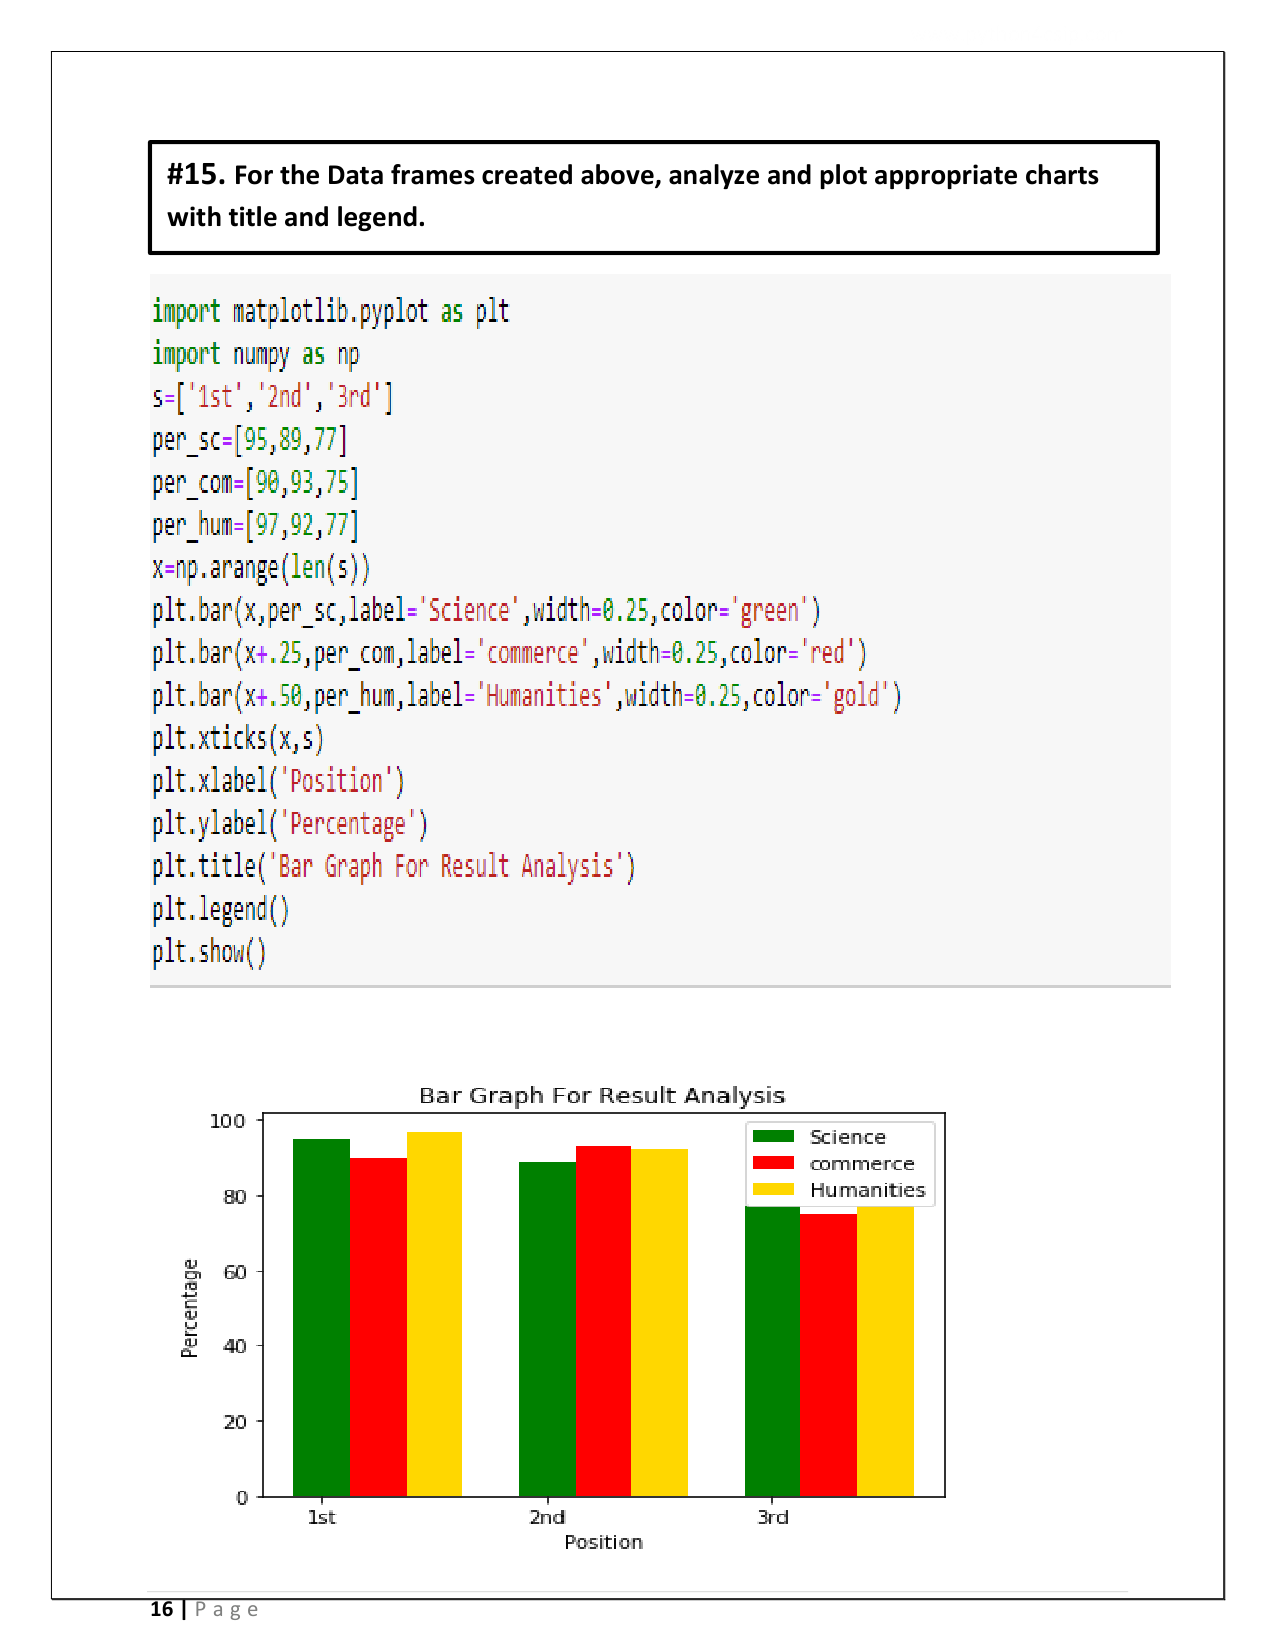 #15. For the Data frames created above, analyze and plot appropriate charts
with title and legend.
import matplotlib.pyplot as plt
import numpy as np
s=['1st','2nd','3rd']
per_sc=[95,89,77]
per_com=[90,93,75]
per_hum=[97,92,77]
x=np.arange(len(s))
plt.bar(x,per_sc,label='Science',width=0.25,color='green')
plt.bar(x+.25,per_com,label='commerce',width=0.25,color='red')
plt.bar(x+.50,per_hum,label='Humanities',width=0.25,color='gold')
plt.xticks(x,s)
plt.xlabel('Position')
plt.ylabel('Percentage')
plt.title('Bar Graph For Result Analysis')
plt.legend()
plt.show()
Bar Graph For Result Analysis
100
80
60
40
20
0
Percentage
Science
commerce
Humanities
1st 2nd 3rd
Position
16 | Page